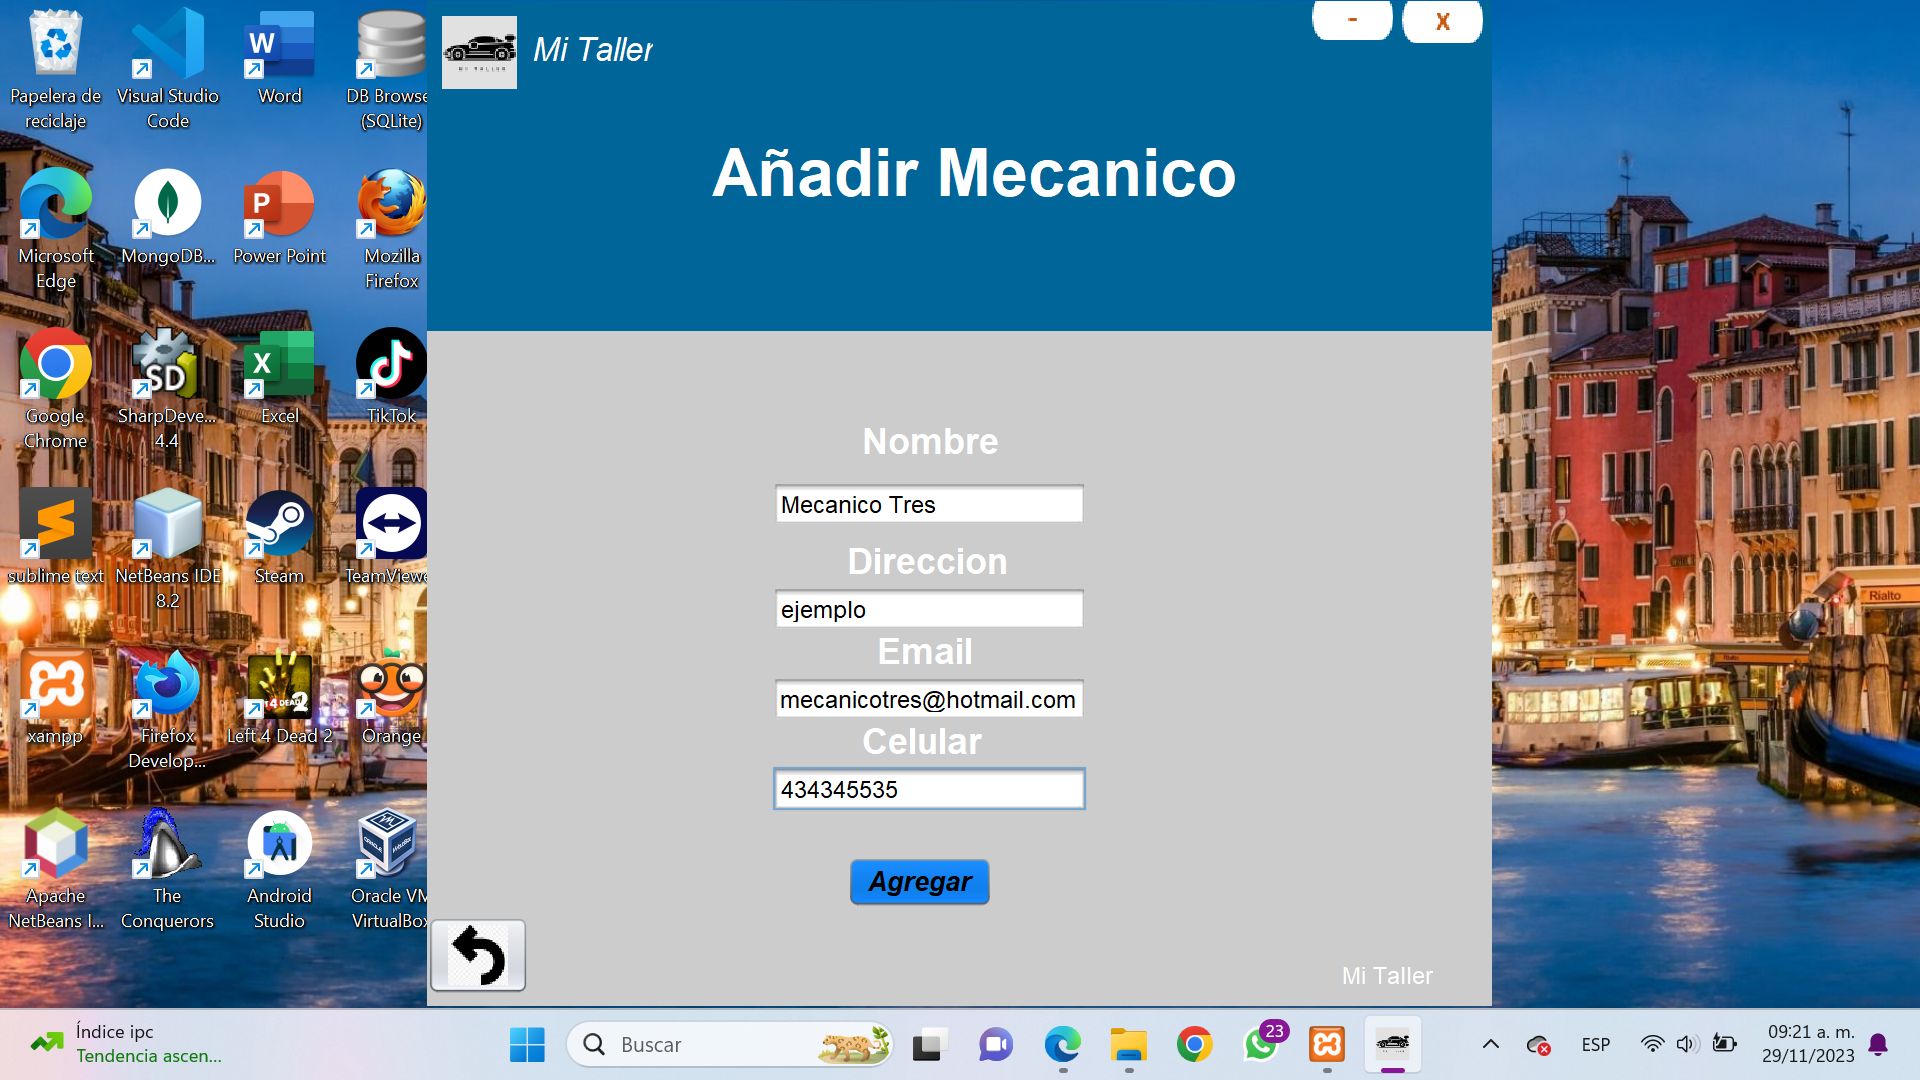 Papelera de
reciclaje
Visual Studio
Code
Word
DB Browse
(SQLite)
Microsoft
Edge
MongoDB...
Power Point
Mozilla
Firefox
Google
Chrome
SharpDeve...
4.4
SD
Excel
TikTok
sublime text
NetBeans IDE
8.2
Steam
TeamViewe
xampp
Firefox
Develop...
Left 4 Dead 2
Orange
Apache
NetBeans I...
The
Conquerors
Android
Studio
Oracle VM
VirtualBox
MI TALLER
Mi Taller
-
X
Añadir Mecanico
Nombre
Mecanico Tres
Direccion
ejemplo
Email
mecanicotres@hotmail.com
Celular
434345535
Agregar
Mi Taller
Rialto
Índice ipc
Tendencia ascen...
Buscar
23
ESP
09:21 a. m.
29/11/2023